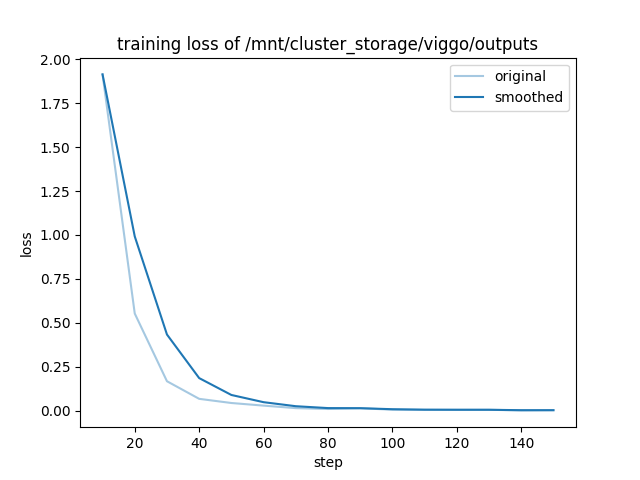 training loss of /mnt/cluster_storage/viggo/outputs
original
smoothed
2.00
1.75
1.50
1.25
1.00
0.75
0.50
0.25
0.00
loss
20 40 60 80 100 120 140
step